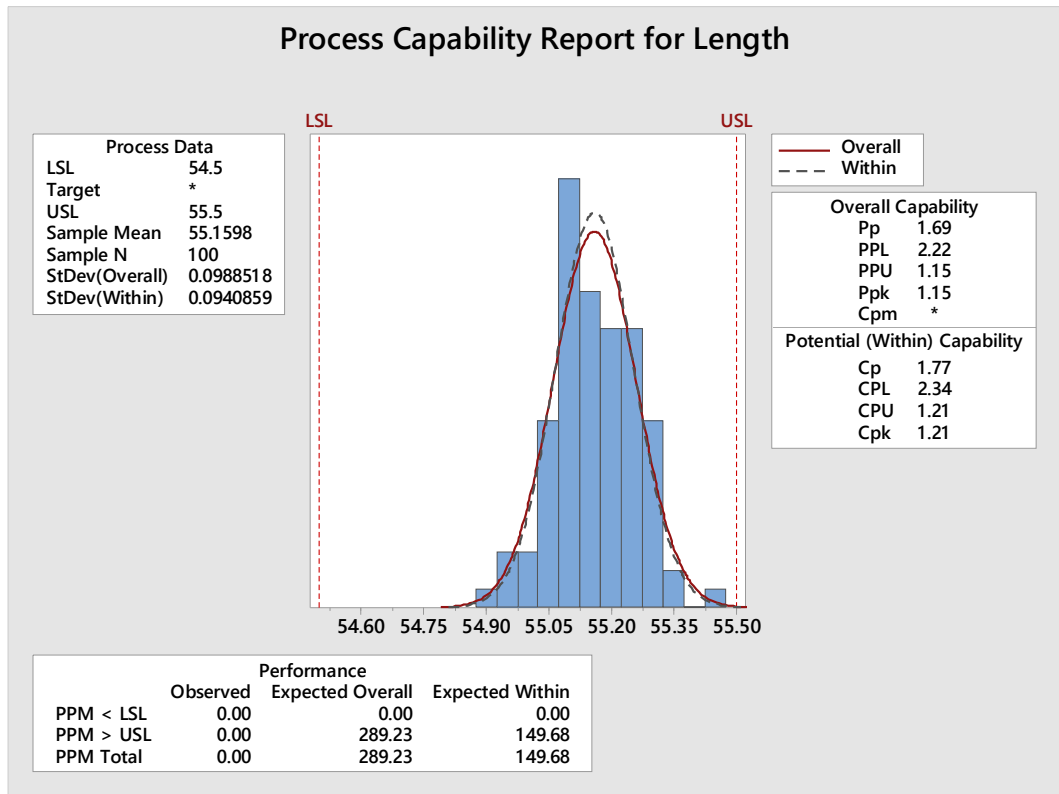 Process Capability Report for Length
LSL USL
Process Data
LSL 54.5
Target *
USL 55.5
Sample Mean 55.1598
Sample N 100
StDev(Overall) 0.0988518
StDev(Within) 0.0940859
Overall
Within
Overall Capability
Pp 1.69
PPL 2.22
PPU 1.15
Ppk 1.15
Cpm *
Potential (Within) Capability
Cp 1.77
CPL 2.34
CPU 1.21
Cpk 1.21
54.60 54.75 54.90 55.05 55.20 55.35 55.50
Performance
Observed Expected Overall Expected Within
PPM < LSL 0.00 0.00 0.00
PPM > USL 0.00 289.23 149.68
PPM Total 0.00 289.23 149.68